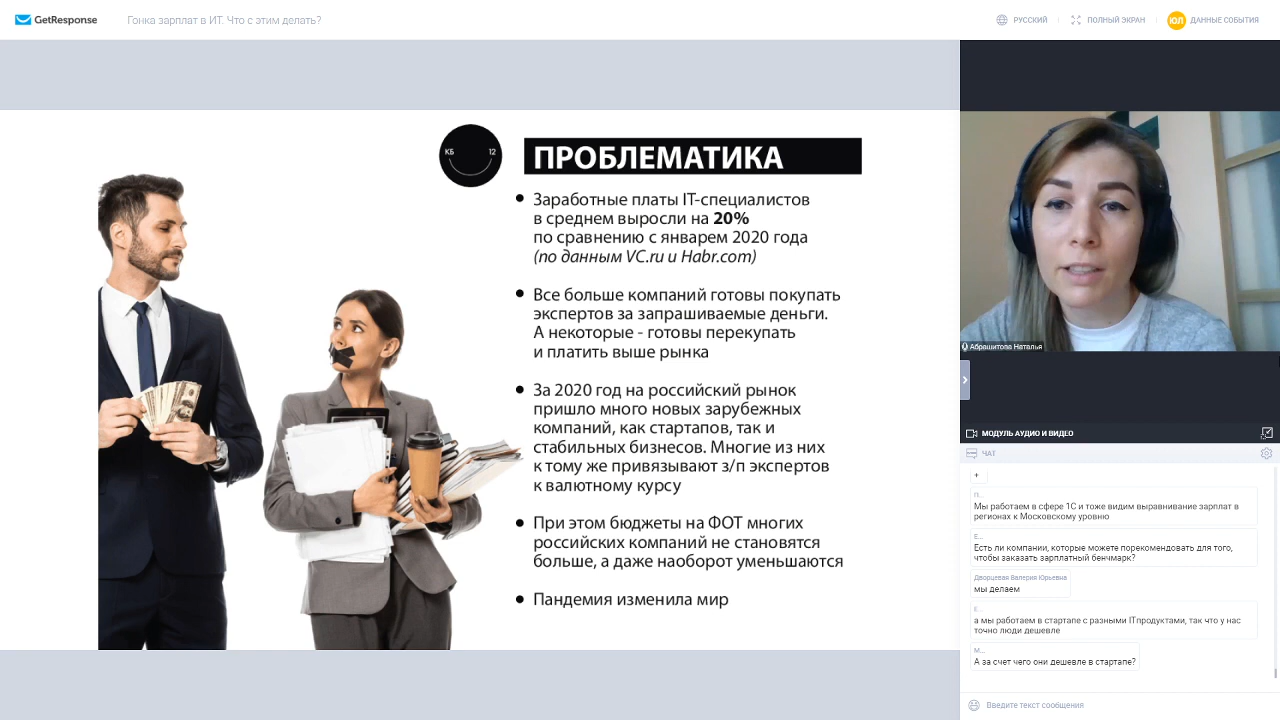 GetResponse
Гонка зарплат в ИТ. Что с этим делать?
РУССКИЙ
ПОЛНЫЙ ЭКРАН
ЮЛ
ДАННЫЕ СОБЫТИЯ
КБ 12
ПРОБЛЕМАТИКА
Заработные платы IT-специалистов
в среднем выросли на 20%
по сравнению с январем 2020 года
(по данным VC.ru и Habr.com)
Все больше компаний готовы покупать
экспертов за запрашиваемые деньги.
А некоторые - готовы перекупать
и платить выше рынка
За 2020 год на российский рынок
пришло много новых зарубежных
компаний, как стартапов, так и
стабильных бизнесов. Многие из них
к тому же привязывают з/п экспертов
к валютному курсу
При этом бюджеты на ФОТ многих
российских компаний не становятся
больше, а даже наоборот уменьшаются
Пандемия изменила мир
Абрашитова Наталья
МОДУЛЬ АУДИО И ВИДЕО
ЧАТ
+
П...
Мы работаем в сфере 1С и тоже видим выравнивание зарплат в
регионах к Московскому уровню
Е...
Есть ли компании, которые можете порекомендовать для того,
чтобы заказать зарплатный бенчмарк?
Дворцевая Валерия Юрьевна
мы делаем
Е...
а мы работаем в стартапе с разными ITпродуктами, так что у нас
точно люди дешевле
М...
А за счет чего они дешевле в стартапе?
Введите текст сообщения